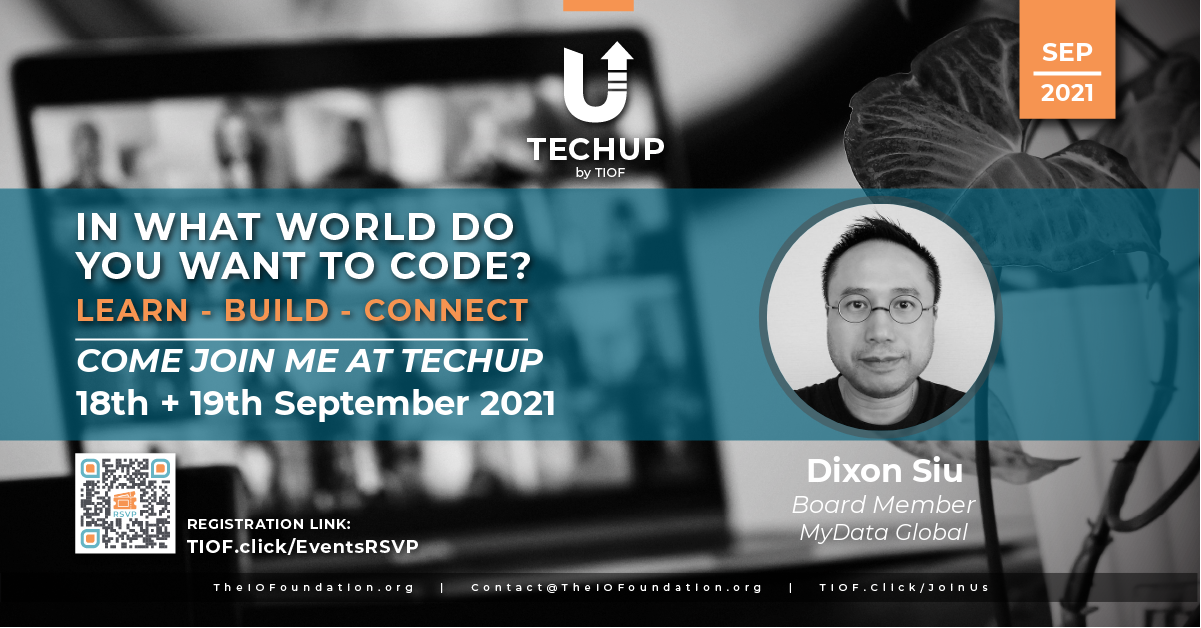 SEP
2021
TECHUP
by TIOF
IN WHAT WORLD DO
YOU WANT TO CODE?
LEARN - BUILD - CONNECT
COME JOIN ME AT TECHUP
18th + 19th September 2021
Dixon Siu
Board Member
MyData Global
RSVP
REGISTRATION LINK:
TIOF.click/EventsRSVP
TheIOFoundation.org | Contact@TheIOFoundation.org | TIOF.Click/JoinUs